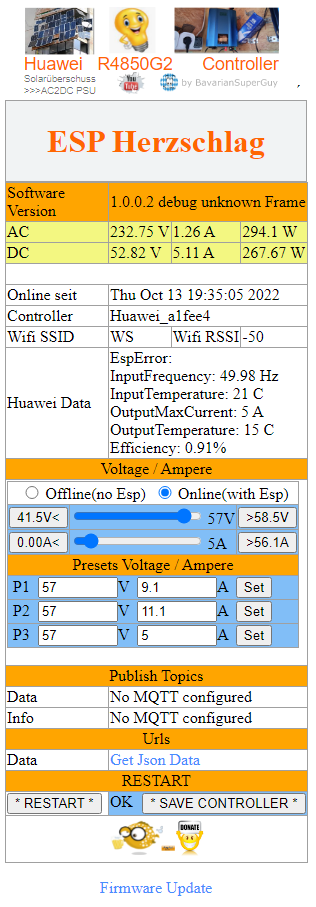 Huawei R4850G2 Controller
Solarüberschuss
>>>AC2DC PSU
You Tube
by BavarianSuperGuy
ESP Herzschlag
Software Version 1.0.0.2 debug unknown Frame
AC 232.75 V 1.26 A 294.1 W
DC 52.82 V 5.11 A 267.67 W
Online seit Thu Oct 13 19:35:05 2022
Controller Huawei_a1fee4
Wifi SSID WS Wifi RSSI -50
Huawei Data
EspError:
InputFrequency: 49.98 Hz
InputTemperature: 21 C
OutputMaxCurrent: 5 A
OutputTemperature: 15 C
Efficiency: 0.91%
Voltage / Ampere
Offline(no Esp) Online(with Esp)
41.5V< 57V >58.5V
0.00A< 5A >56.1A
Presets Voltage / Ampere
P1 57 V 9.1 A Set
P2 57 V 11.1 A Set
P3 57 V 5 A Set
Publish Topics
Data No MQTT configured
Info No MQTT configured
Urls
Data Get Json Data
RESTART
* RESTART * OK * SAVE CONTROLLER *
DONATE
Firmware Update